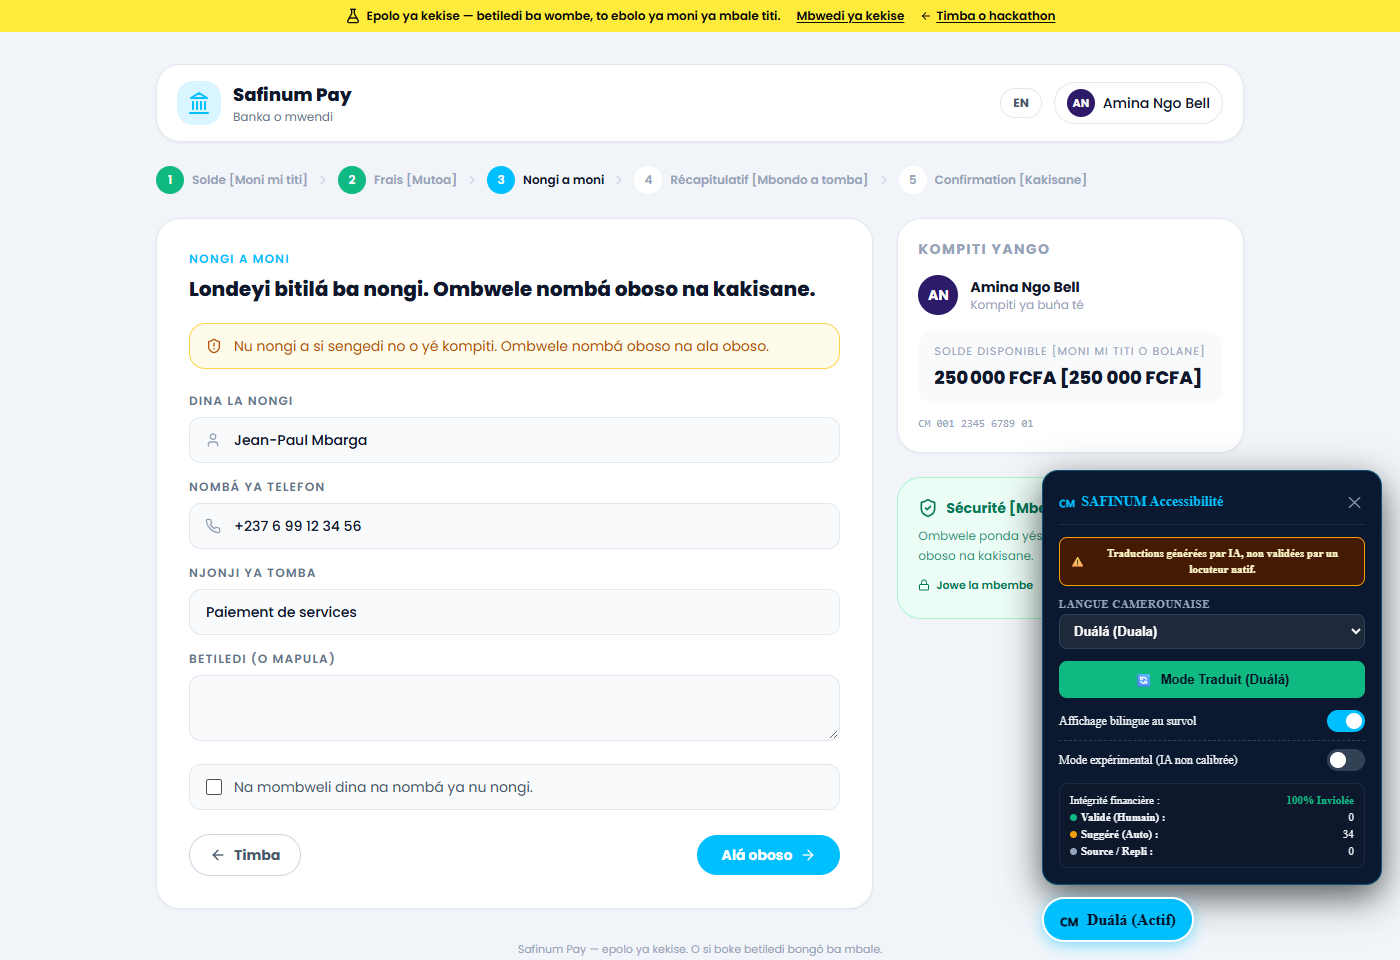 Epolo ya kekise — betiledi ba wombe, to ebolo ya moni ya mbale titi. Mbwedi ya kekise ← Timba o hackathon
Safinum Pay
Banka o mwendi
EN
AN Amina Ngo Bell
1 Solde [Moni mi titi]
2 Frais [Mutoa]
3 Nongi a moni
4 Récapitulatif [Mbondo a tomba]
5 Confirmation [Kakisane]
NONGI A MONI
Londeyi bitilá ba nongi. Ombwele nombá oboso na kakisane.
Nu nongi a si sengedi no o yé kompiti. Ombwele nombá oboso na ala oboso.
DINA LA NONGI
Jean-Paul Mbarga
NOMBÁ YA TELEFON
+237 6 99 12 34 56
NJONJI YA TOMBA
Paiement de services
BETILEDI (O MAPULA)
Na mombweli dina na nombá ya nu nongi.
← Timba
Alá oboso →
KOMPITI YANGO
AN
Amina Ngo Bell
Kompiti ya buńa té
SOLDE DISPONIBLE [MONI MI TITI O BOLANE]
250 000 FCFA [250 000 FCFA]
CM 001 2345 6789 01
Sécurité [Mbo
Ombwele ponda yés
oboso na kakisane.
Jowe la mbembe
CM SAFINUM Accessibilité
Traductions générées par IA, non validées par un
locuteur natif.
LANGUE CAMEROUNAISE
Duálá (Duala)
Mode Traduit (Duálá)
Affichage bilingue au survol
Mode expérimental (IA non calibrée)
Intégrité financière : 100% Inviolée
Validé (Humain) : 0
Suggéré (Auto) : 34
Source / Repli : 0
CM Duálá (Actif)
Safinum Pay — epolo ya kekise. O si boke betiledi bongó ba mbale.